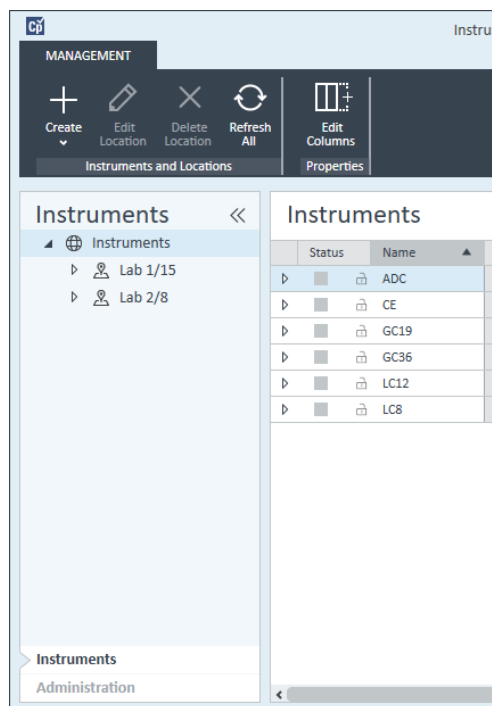 Cp
Instru
MANAGEMENT
Create
Edit
Location
Delete
Location
Refresh
All
Edit
Columns
Instruments and Locations
Properties
Instruments
Instruments
Lab 1/15
Lab 2/8
Instruments
Administration
Instruments
Status Name
ADC
CE
GC19
GC36
LC12
LC8